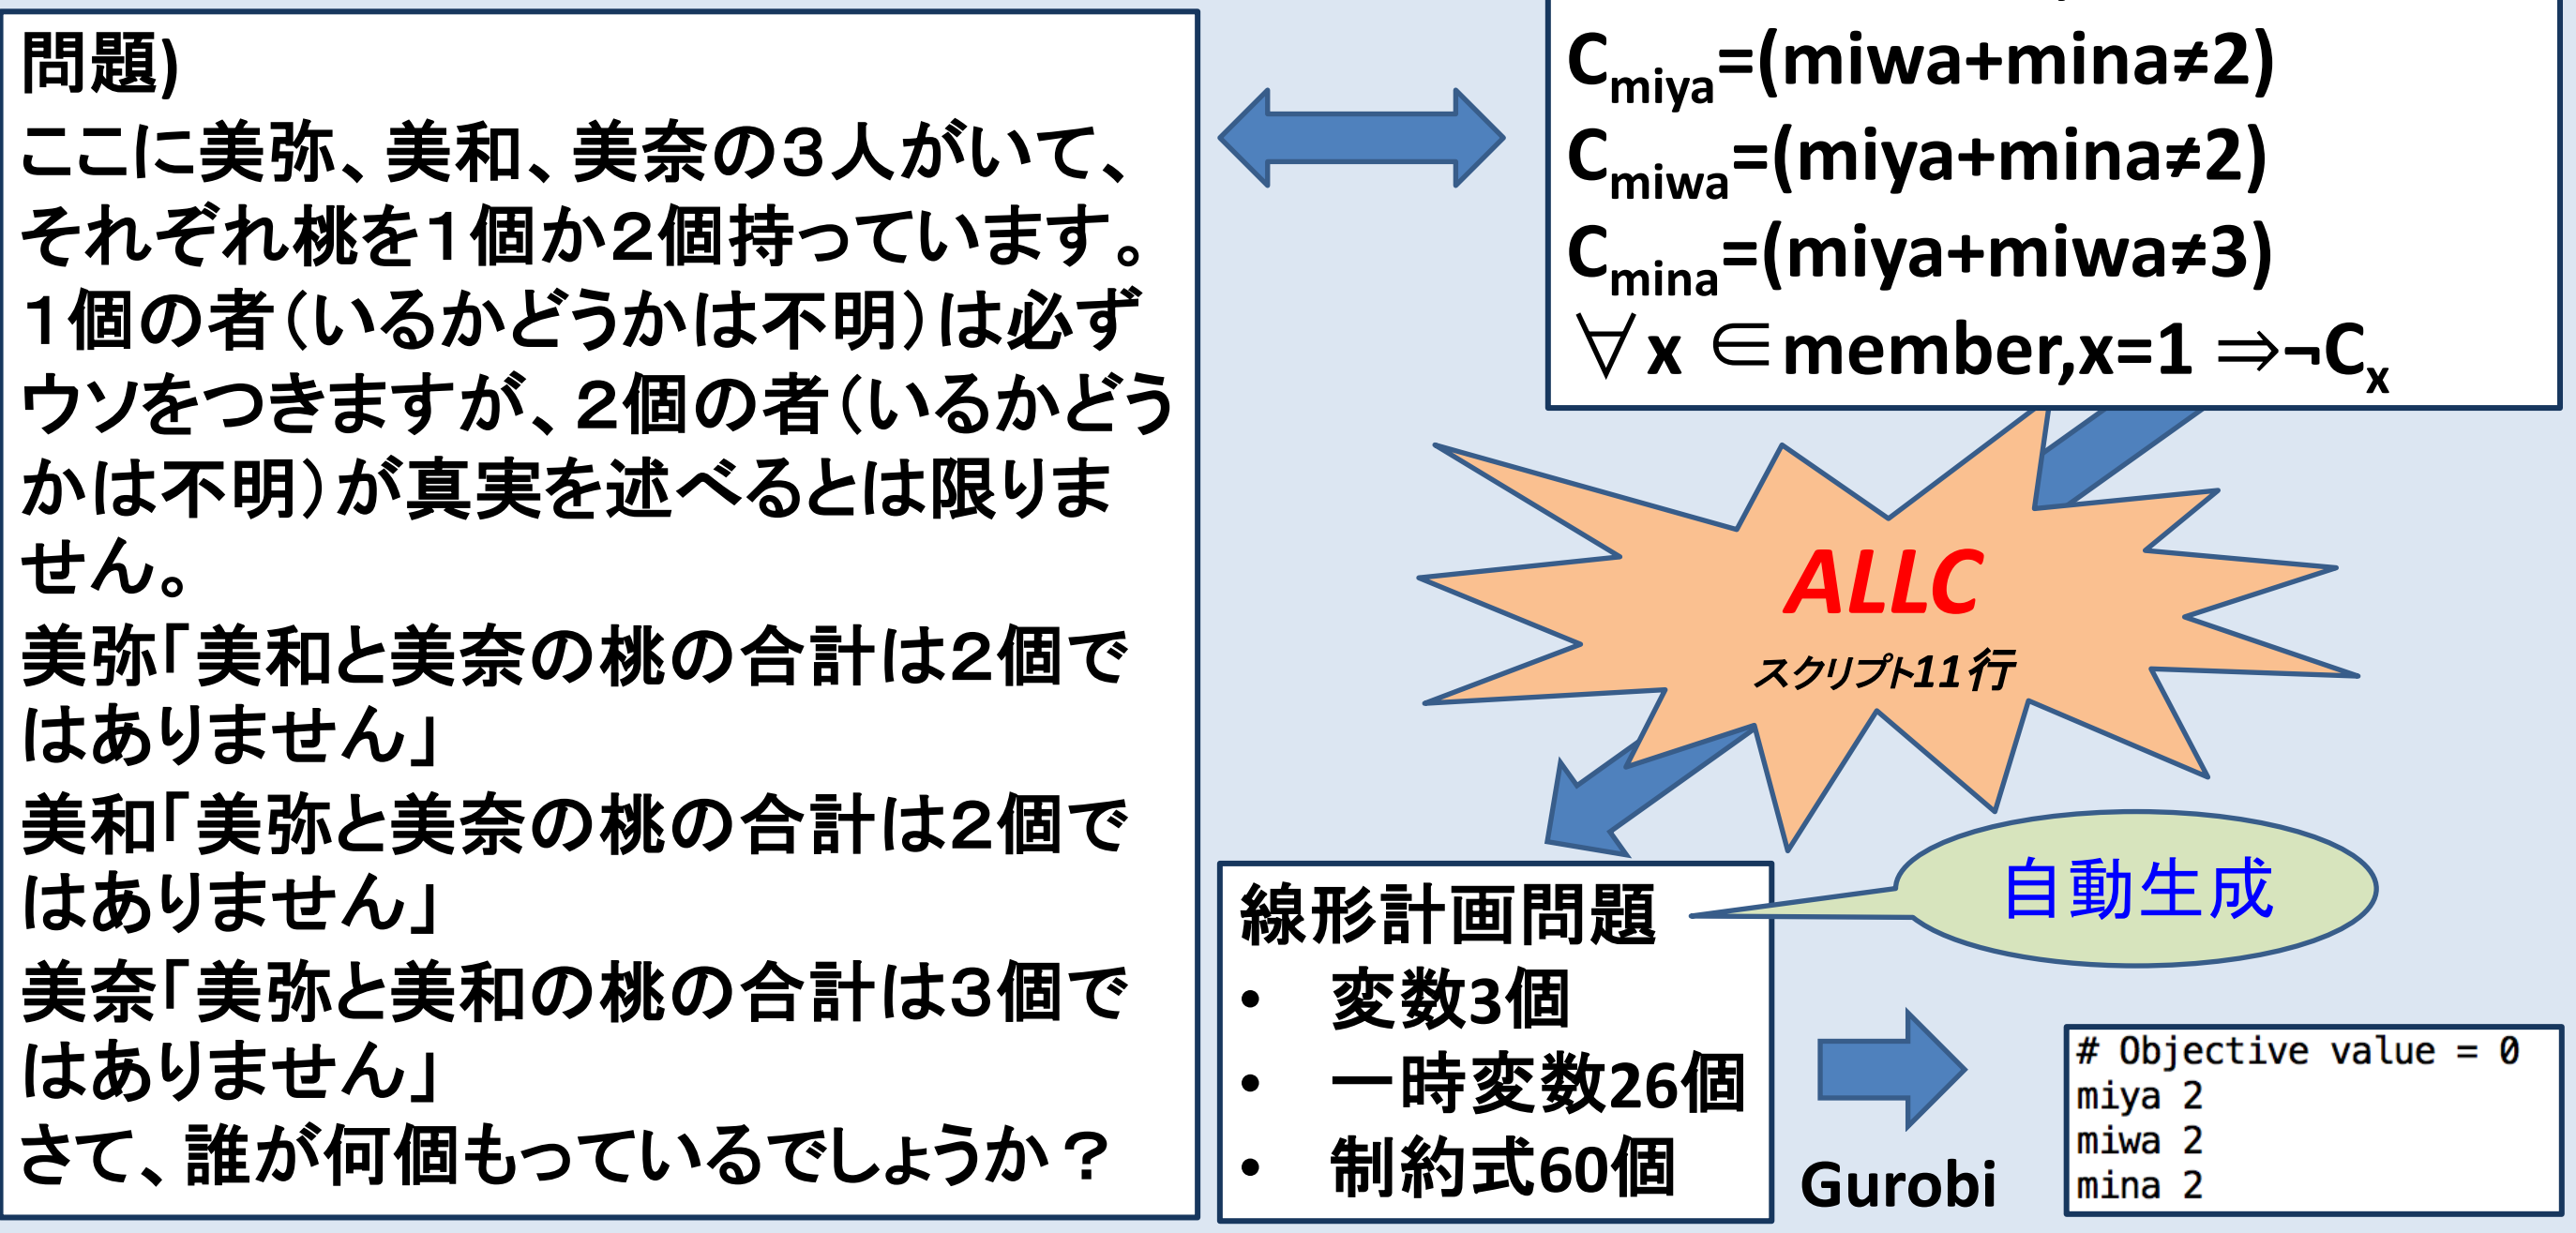 問題)
ここに美弥、美和、美奈の3人がいて、
それぞれ桃を1個か2個持っています。
1個の者(いるかどうかは不明)は必ず
ウソをつきますが、2個の者(いるかどう
かは不明)が真実を述べるとは限りま
せん。
美弥「美和と美奈の桃の合計は2個で
はありません」
美和「美弥と美奈の桃の合計は2個で
はありません」
美奈「美弥と美和の桃の合計は3個で
はありません」
さて、誰が何個もっているでしょうか?
Cmiya=(miwa+mina≠2)
Cmiwa=(miya+mina≠2)
Cmina=(miya+miwa≠3)
∀x∈member,x=1⇒¬Cx
ALLC
スクリプト11行
自動生成
線形計画問題
• 変数3個
• 一時変数26個
• 制約式60個
Gurobi
# Objective value = 0
miya 2
miwa 2
mina 2